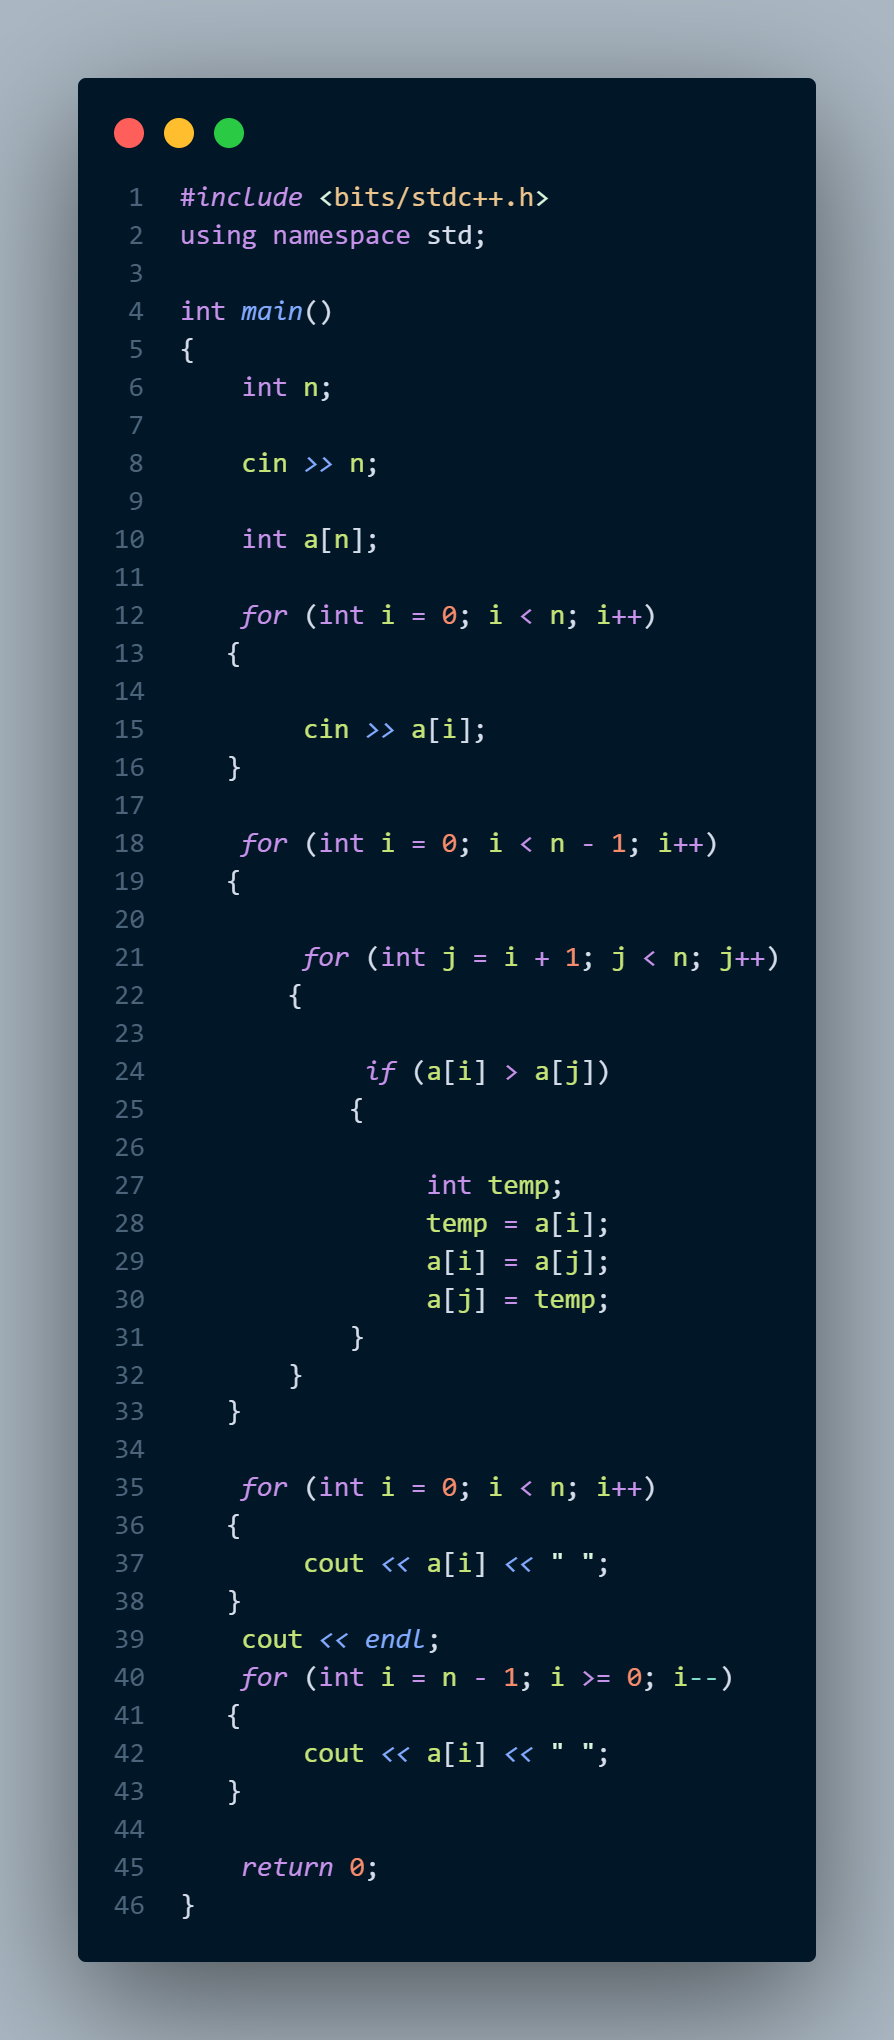 1 #include <bits/stdc++.h>
2 using namespace std;
3
4 int main()
5 {
6     int n;
7
8     cin >> n;
9
10     int a[n];
11
12     for (int i = 0; i < n; i++)
13    {
14
15         cin >> a[i];
16    }
17
18     for (int i = 0; i < n - 1; i++)
19    {
20
21         for (int j = i + 1; j < n; j++)
22        {
23
24             if (a[i] > a[j])
25            {
26
27                 int temp;
28                 temp = a[i];
29                 a[i] = a[j];
30                 a[j] = temp;
31            }
32        }
33    }
34
35     for (int i = 0; i < n; i++)
36    {
37         cout << a[i] << " ";
38    }
39     cout << endl;
40     for (int i = n - 1; i >= 0; i--)
41    {
42         cout << a[i] << " ";
43    }
44
45     return 0;
46 }